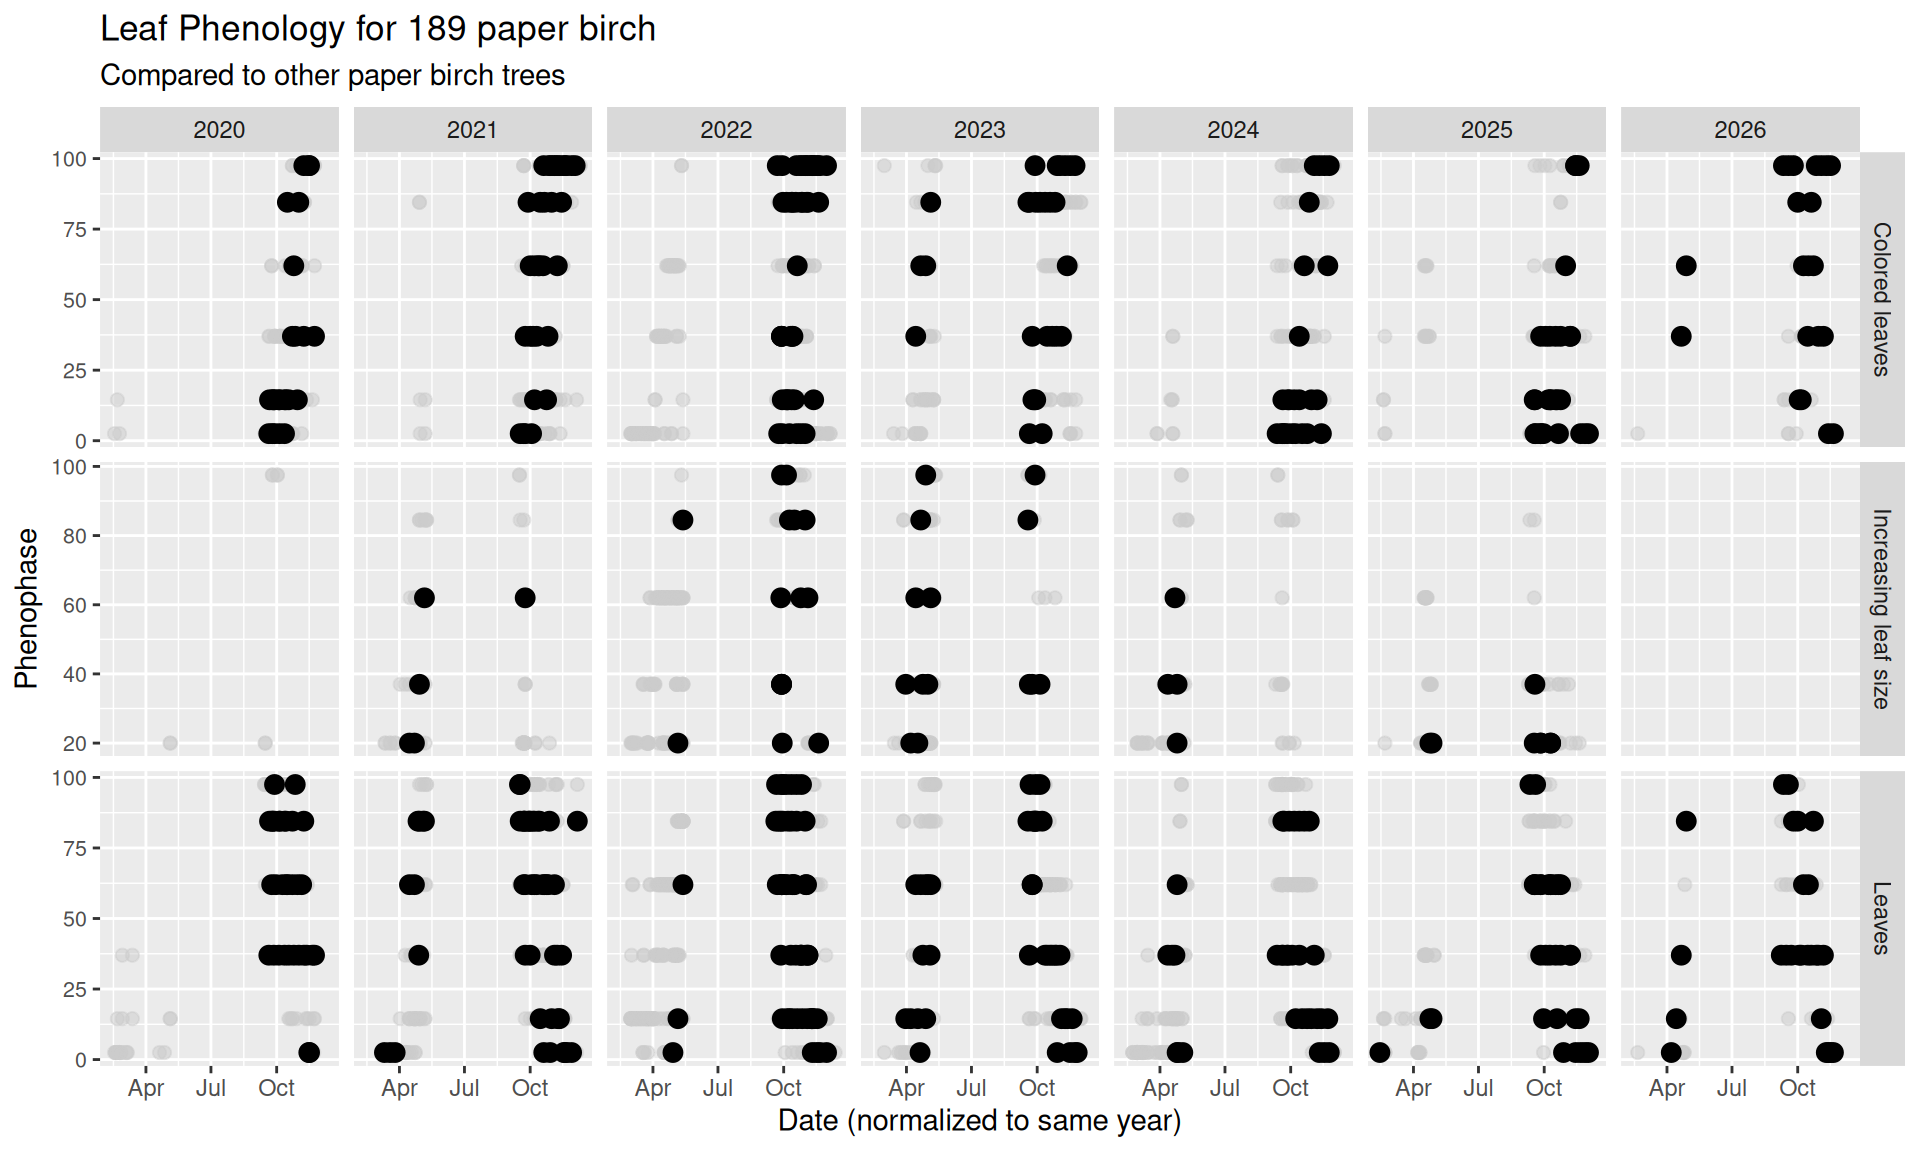 Leaf Phenology for 189 paper birch
Compared to other paper birch trees
2020 2021 2022 2023 2024 2025 2026
100
75
50
25
0
Colored leaves
100
80
60
40
20
Increasing leaf size
100
75
50
25
0
Leaves
Phenophase
Apr Jul Oct Apr Jul Oct Apr Jul Oct Apr Jul Oct Apr Jul Oct Apr Jul Oct Apr Jul Oct
Date (normalized to same year)